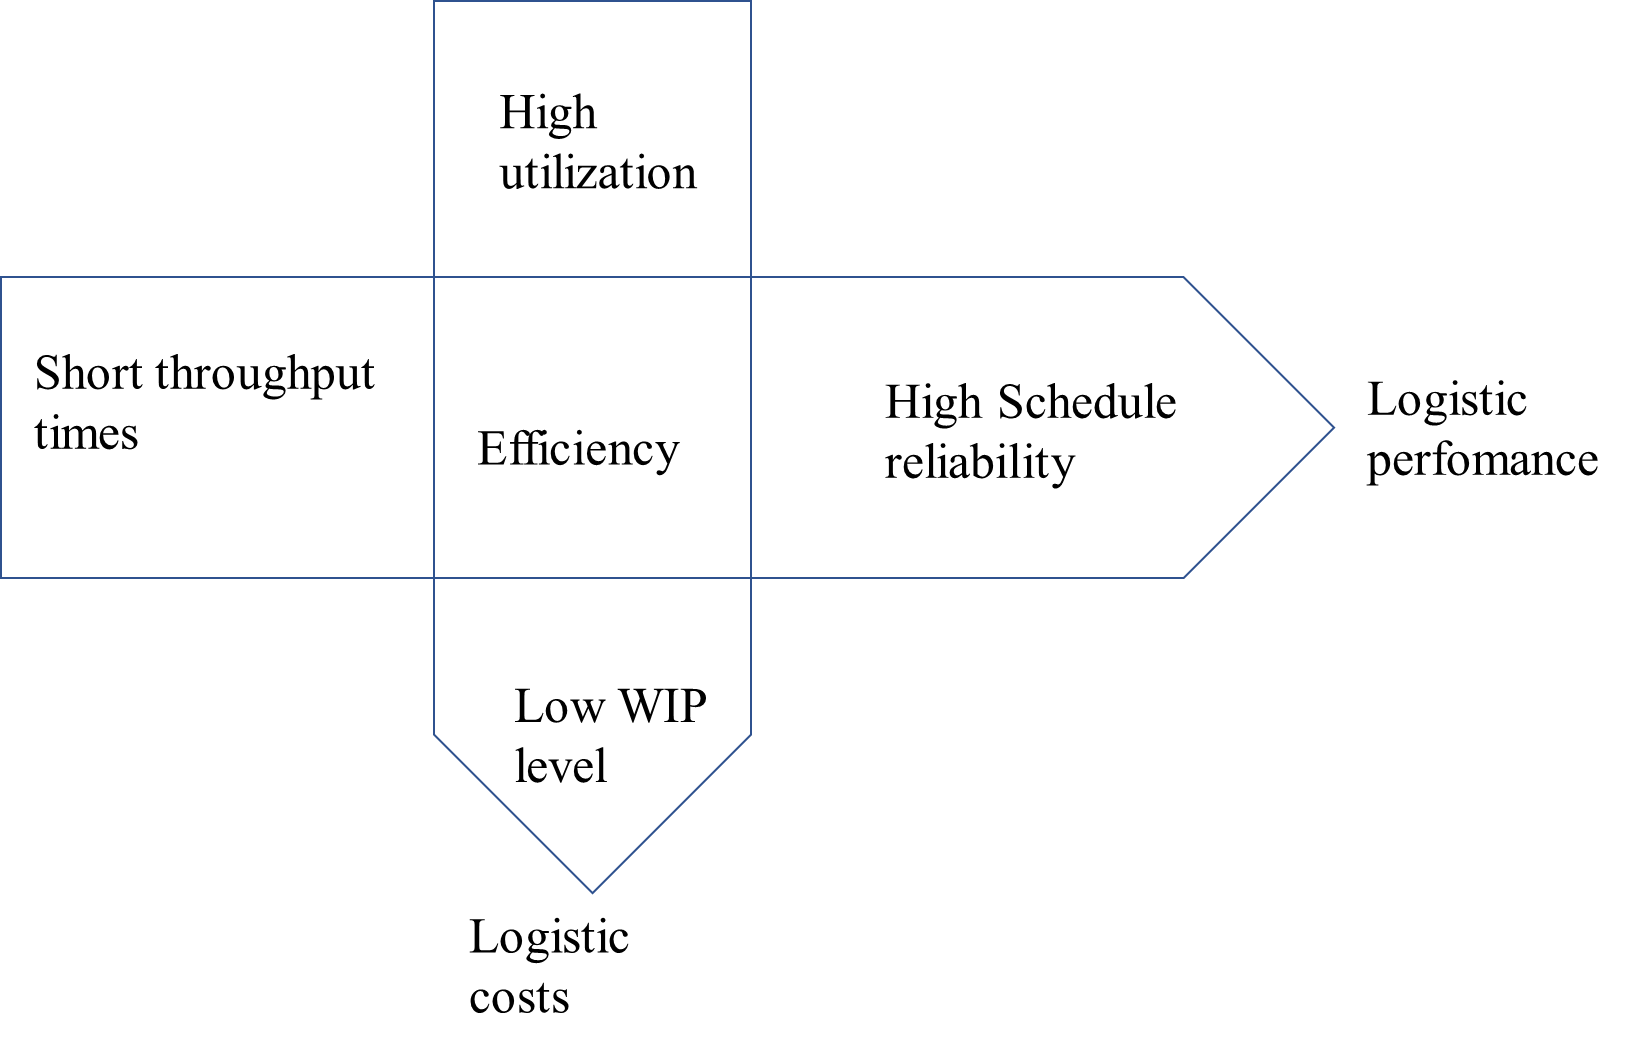 High
utilization
Short throughput
times
Efficiency
High Schedule
reliability
Logistic
perfomance
Low WIP
level
Logistic
costs